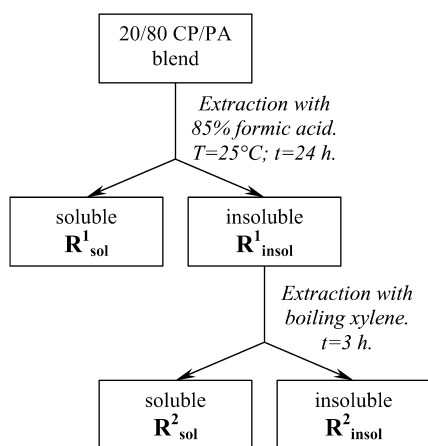 20/80 CP/PA
blend
Extraction with
85% formic acid.
T=25°C; t=24 h.
soluble
R¹sol
insoluble
R¹insol
Extraction with
boiling xylene.
t=3 h.
soluble
R²sol
insoluble
R²insol